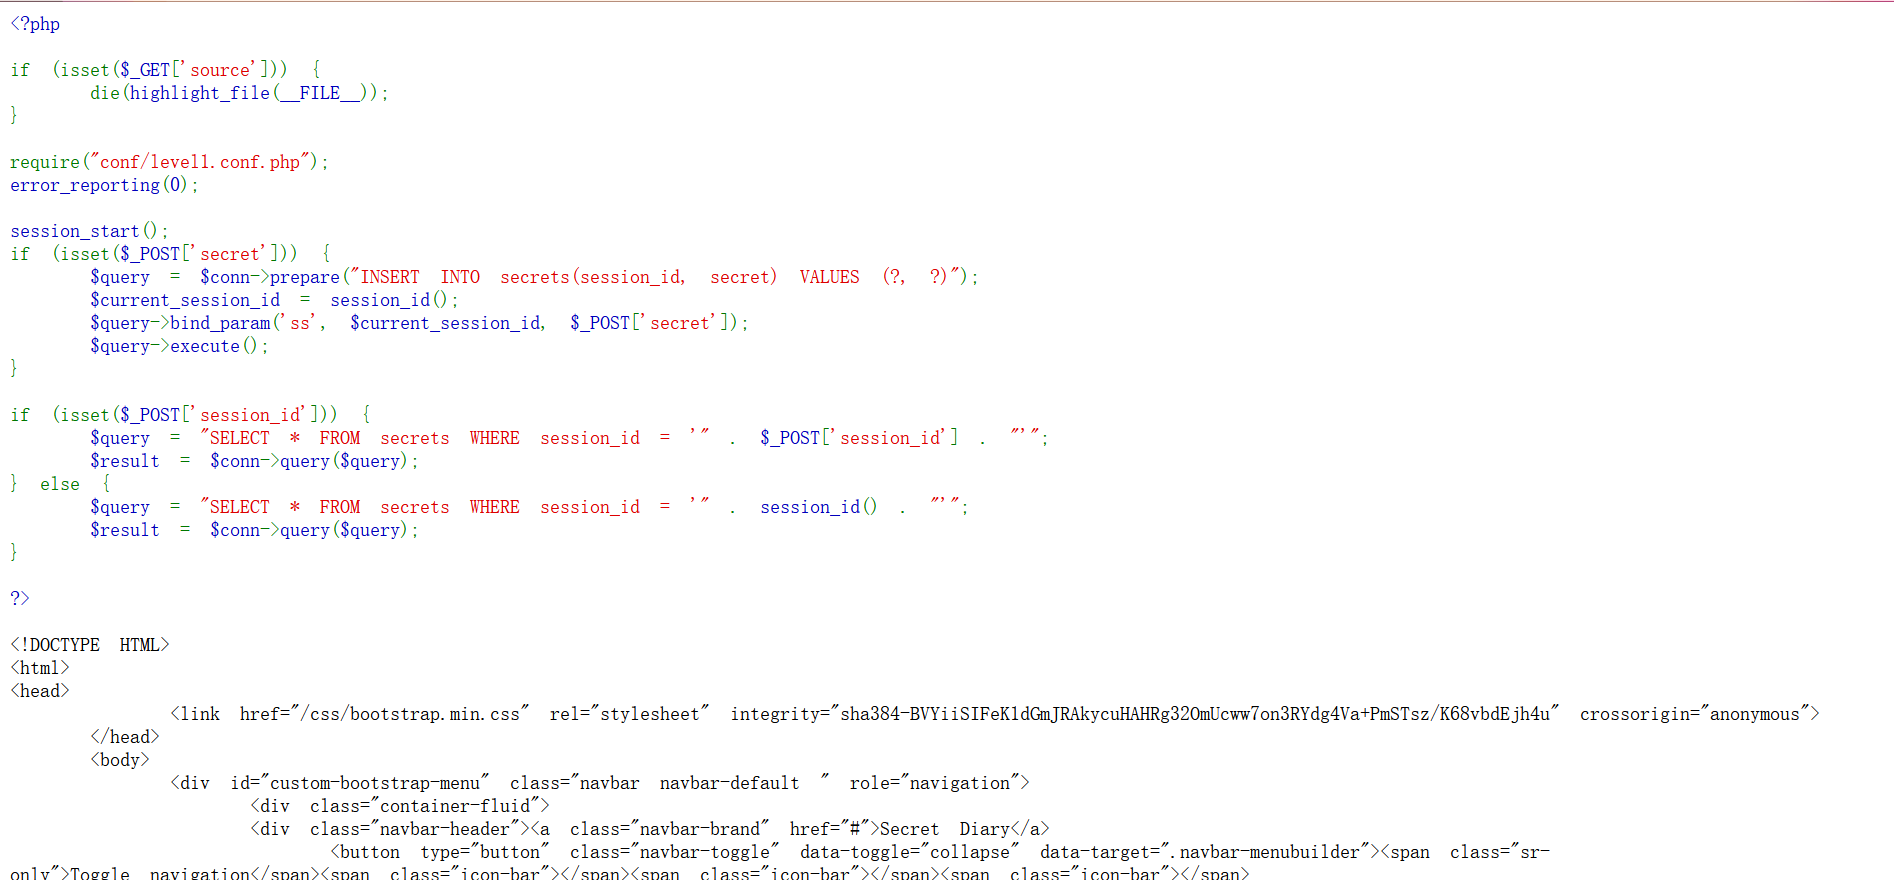 <?php
if (isset($_GET['source'])) {
die(highlight_file(__FILE__));
}
require("conf/level1.conf.php");
error_reporting(0);
session_start();
if (isset($_POST['secret'])) {
$query = $conn->prepare("INSERT INTO secrets(session_id, secret) VALUES (?, ?)");
$current_session_id = session_id();
$query->bind_param('ss', $current_session_id, $_POST['secret']);
$query->execute();
}
if (isset($_POST['session_id'])) {
$query = "SELECT * FROM secrets WHERE session_id = '" . $_POST['session_id'] . "'";
$result = $conn->query($query);
} else {
$query = "SELECT * FROM secrets WHERE session_id = '" . session_id() . "'";
$result = $conn->query($query);
}
?>
<!DOCTYPE HTML>
<html>
<head>
<link href="/css/bootstrap.min.css" rel="stylesheet" integrity="sha384-BVYiiSIFeK1dGmJRAkycuHAHRg32OmUcww7on3RYdg4Va+PmSTsz/K68vbdEjh4u" crossorigin="anonymous">
</head>
<body>
<div id="custom-bootstrap-menu" class="navbar navbar-default " role="navigation">
<div class="container-fluid">
<div class="navbar-header"><a class="navbar-brand" href="#">Secret Diary</a>
<button type="button" class="navbar-toggle" data-toggle="collapse" data-target=".navbar-menubuilder"><span class="sr-
only">Toggle navigation</span><span class="icon-bar"></span><span class="icon-bar"></span><span class="icon-bar"></span>